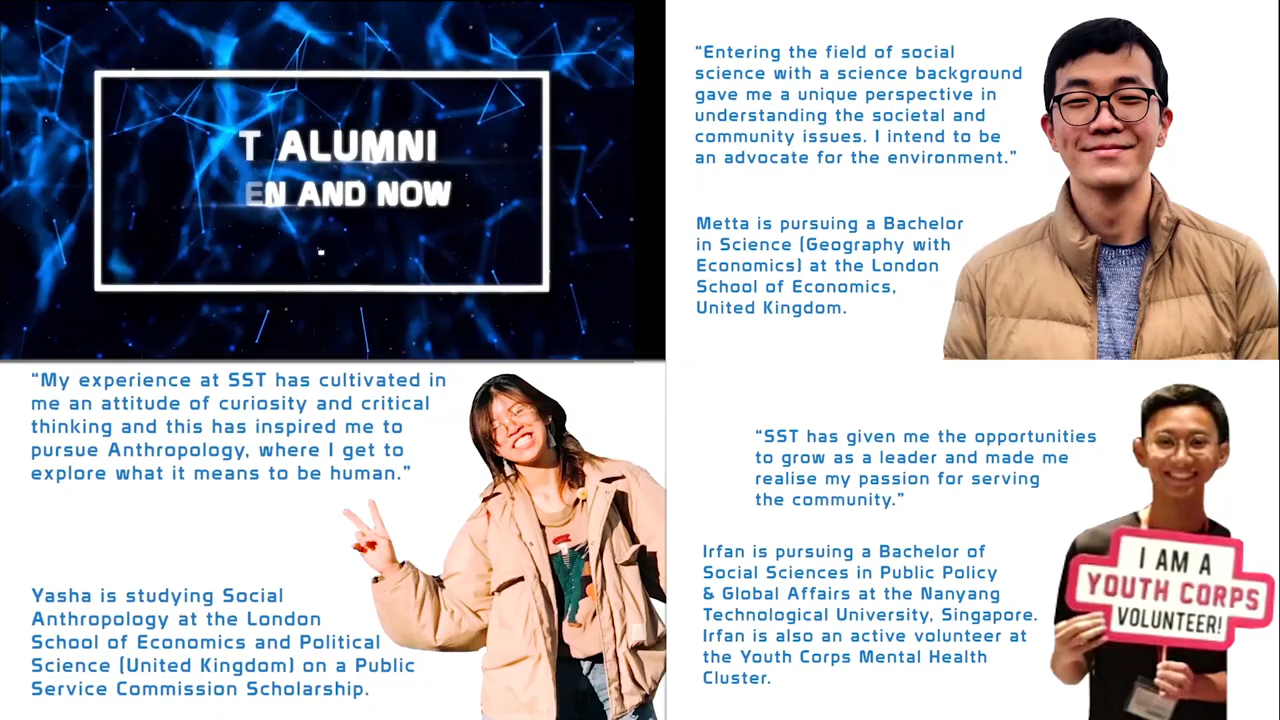 T ALUMNI
EN AND NOW
“Entering the field of social
science with a science background
gave me a unique perspective in
understanding the societal and
community issues. I intend to be
an advocate for the environment.”
Metta is pursuing a Bachelor
in Science (Geography with
Economics) at the London
School of Economics,
United Kingdom.
“My experience at SST has cultivated in
me an attitude of curiosity and critical
thinking and this has inspired me to
pursue Anthropology, where I get to
explore what it means to be human.”
Yasha is studying Social
Anthropology at the London
School of Economics and Political
Science (United Kingdom) on a Public
Service Commission Scholarship.
“SST has given me the opportunities
to grow as a leader and made me
realise my passion for serving
the community.”
Irfan is pursuing a Bachelor of
Social Sciences in Public Policy
& Global Affairs at the Nanyang
Technological University, Singapore.
Irfan is also an active volunteer at
the Youth Corps Mental Health
Cluster.
I AM A
YOUTH CORPS
VOLUNTEER!